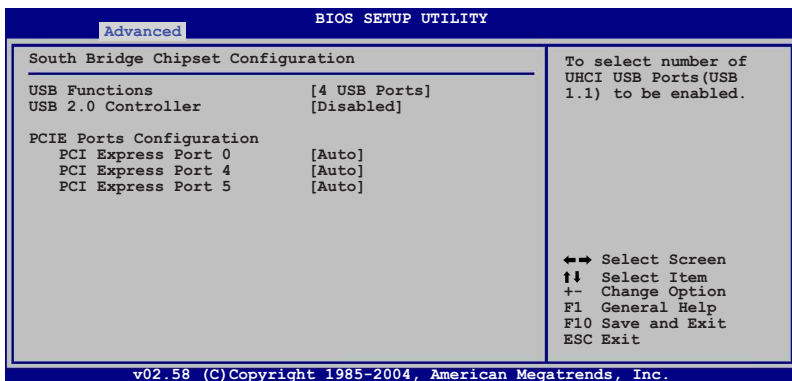 BIOS SETUP UTILITY
Advanced
South Bridge Chipset Configuration
USB Functions [4 USB Ports]
USB 2.0 Controller [Disabled]
PCIE Ports Configuration
PCI Express Port 0 [Auto]
PCI Express Port 4 [Auto]
PCI Express Port 5 [Auto]
To select number of
UHCI USB Ports(USB
1.1) to be enabled.
←→ Select Screen
↑↓ Select Item
+- Change Option
F1 General Help
F10 Save and Exit
ESC Exit
v02.58 (C)Copyright 1985-2004, American Megatrends, Inc.